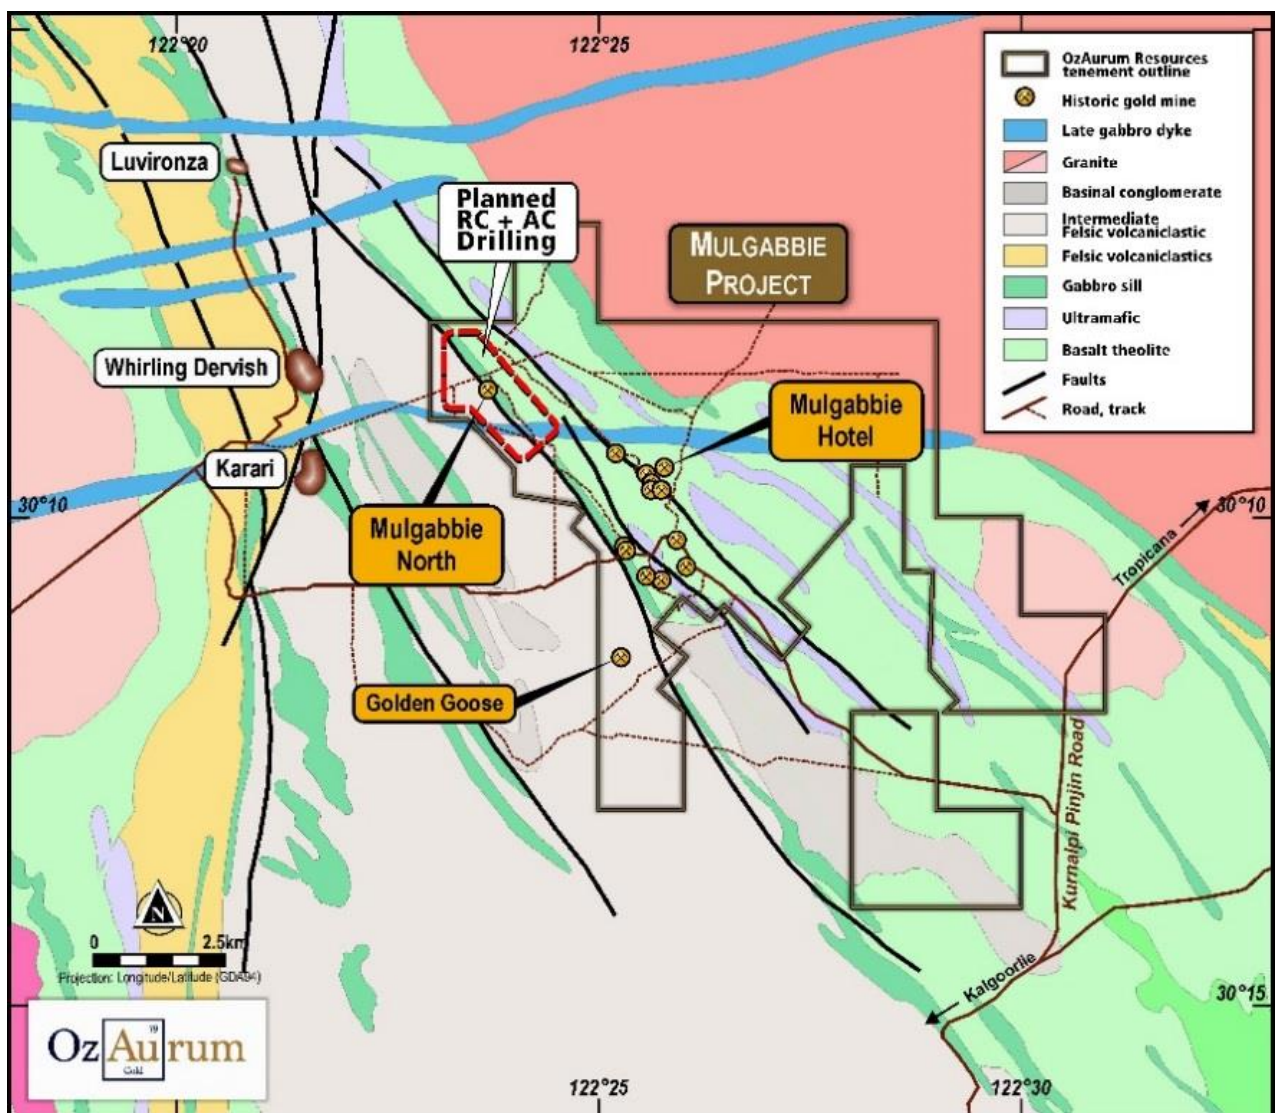 122°20
122°25
OzAurum Resources
tenement outline
Historic gold mine
Late gabbro dyke
Granite
Basinal conglomerate
Intermediate
Felsic volcaniclastic
Felsic volcaniclastics
Gabbro sill
Ultramafic
Basalt theolite
Faults
Road, track
Luvironza
Planned
RC + AC
Drilling
MULGABBIE
PROJECT
Whirling Dervish
Mulgabbie
Hotel
Karari
30°10
30°10
Mulgabbie
North
Tropicana
Golden Goose
Kurnalpi Pinjin Road
N
0 2.5km
Projection: Longitude/Latitude (GDA94)
Kalgoorlie
30°15
79
OzAurum
Gold
122°25
122°30